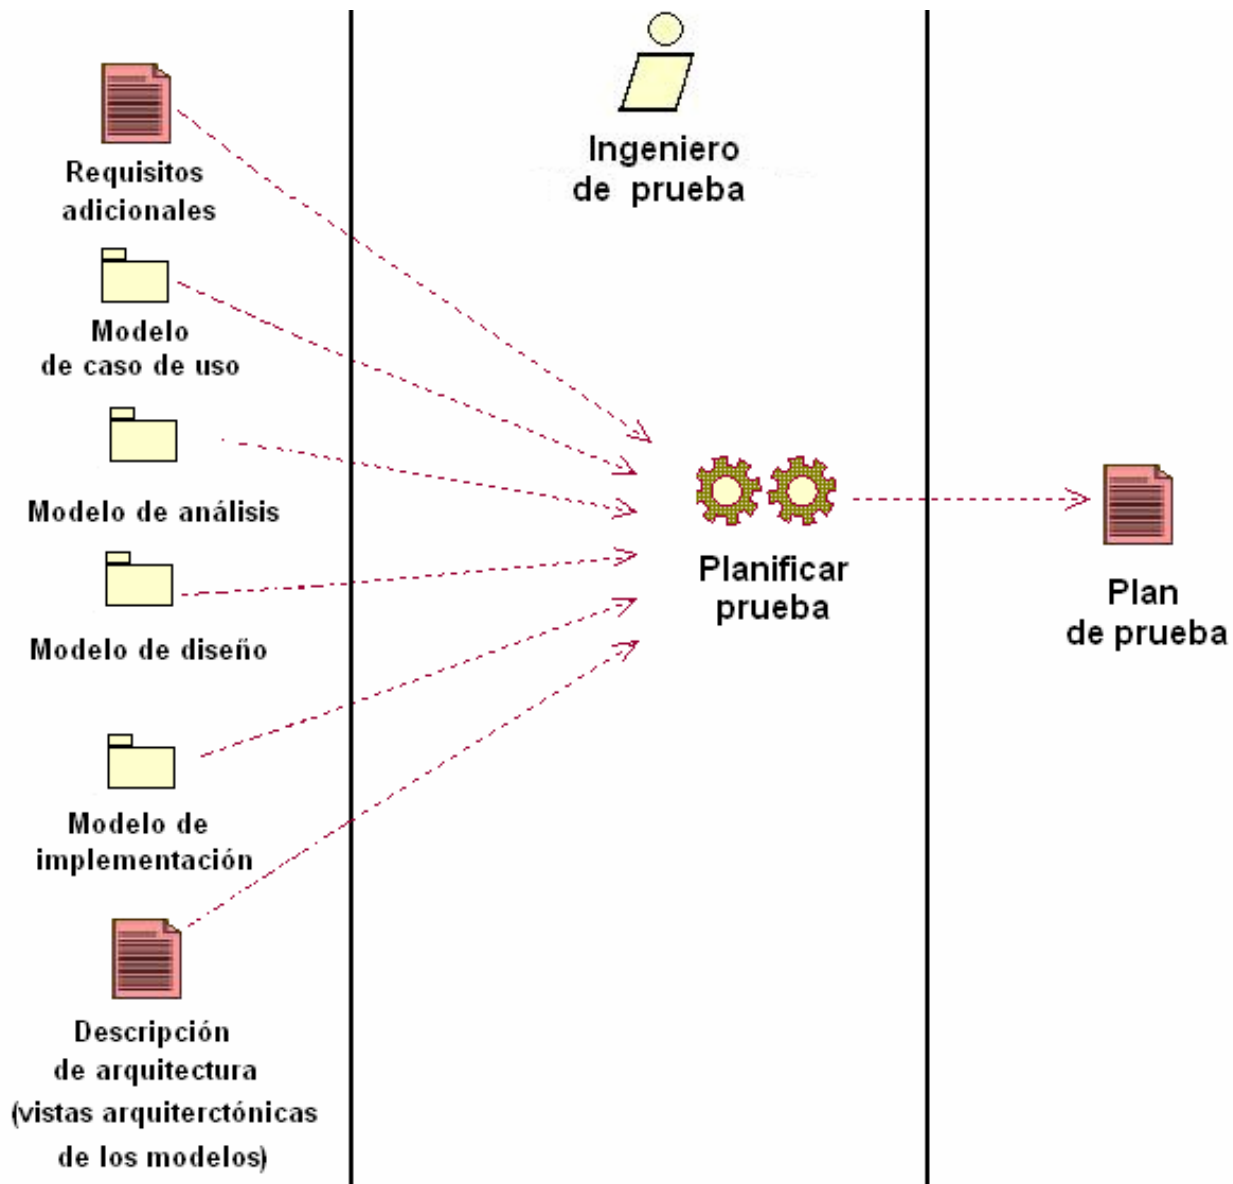 Requisitos
adicionales
Modelo
de caso de uso
Modelo de análisis
Modelo de diseño
Modelo de
implementación
Descripción
de arquitectura
(vistas arquiterctónicas
de los modelos)
Ingeniero
de prueba
Planificar
prueba
Plan
de prueba